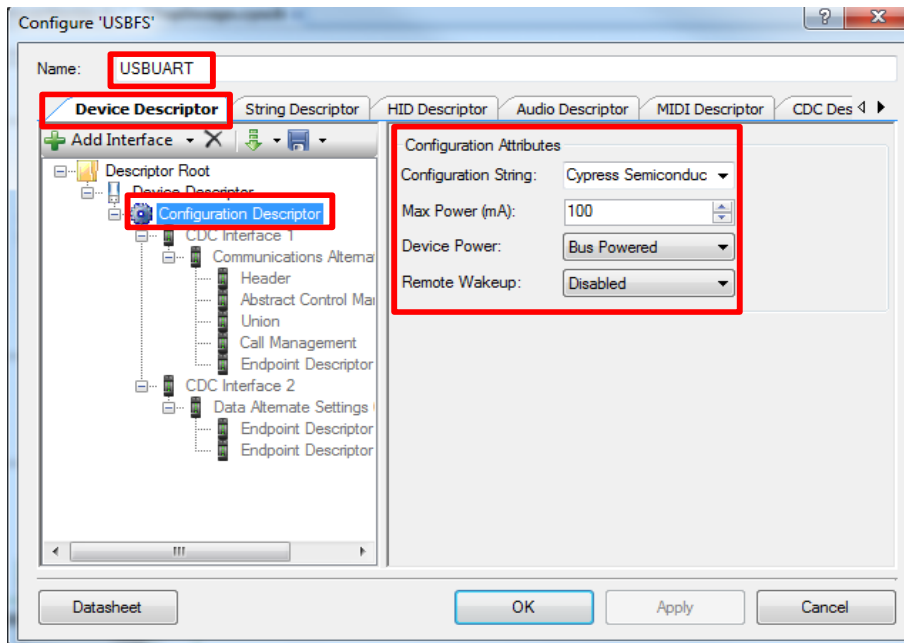 Configure 'USBFS'
Name: USBUART
Device Descriptor String Descriptor HID Descriptor Audio Descriptor MIDI Descriptor CDC Des
Add Interface
Descriptor Root
Device Descriptor
Configuration Descriptor
CDC Interface 1
Communications Alterna
Header
Abstract Control Ma
Union
Call Management
Endpoint Descriptor
CDC Interface 2
Data Alternate Settings
Endpoint Descriptor
Endpoint Descriptor
Configuration Attributes
Configuration String: Cypress Semiconduc
Max Power (mA): 100
Device Power: Bus Powered
Remote Wakeup: Disabled
Datasheet OK Apply Cancel